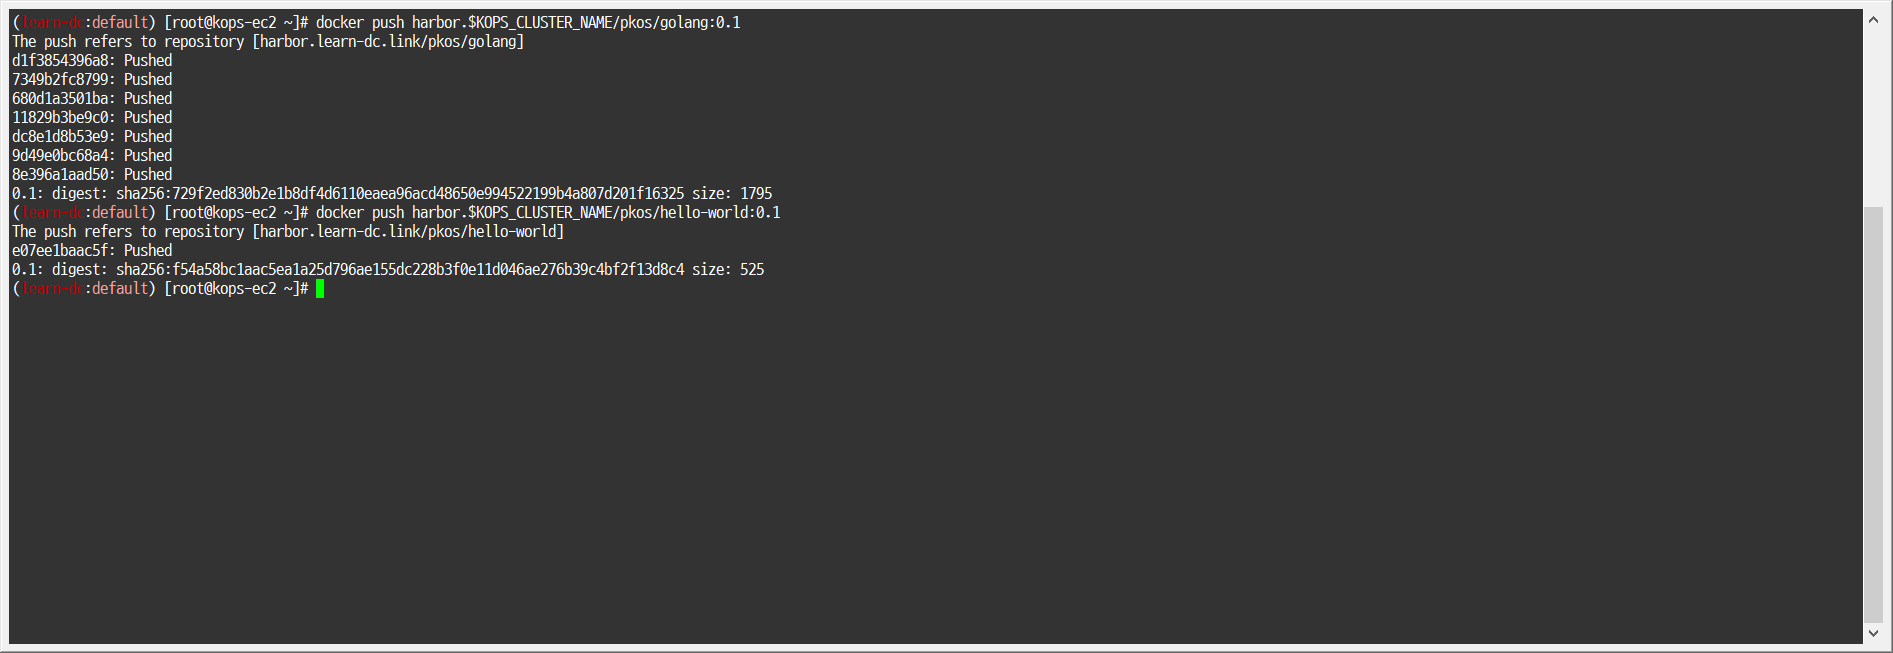 (learn-dc:default) [root@kops-ec2 ~]# docker push harbor.$KOPS_CLUSTER_NAME/pkos/golang:0.1
The push refers to repository [harbor.learn-dc.link/pkos/golang]
d1f3854396a8: Pushed
7349b2fc8799: Pushed
680d1a3501ba: Pushed
11829b3be9c0: Pushed
dc8e1d8b53e9: Pushed
9d49e0bc68a4: Pushed
8e396a1aad50: Pushed
0.1: digest: sha256:729f2ed830b2e1b8df4d6110eaea96acd48650e994522199b4a807d201f16325 size: 1795
(learn-dc:default) [root@kops-ec2 ~]# docker push harbor.$KOPS_CLUSTER_NAME/pkos/hello-world:0.1
The push refers to repository [harbor.learn-dc.link/pkos/hello-world]
e07ee1baac5f: Pushed
0.1: digest: sha256:f54a58bc1aac5ea1a25d796ae155dc228b3f0e11d046ae276b39c4bf2f13d8c4 size: 525
(learn-dc:default) [root@kops-ec2 ~]#